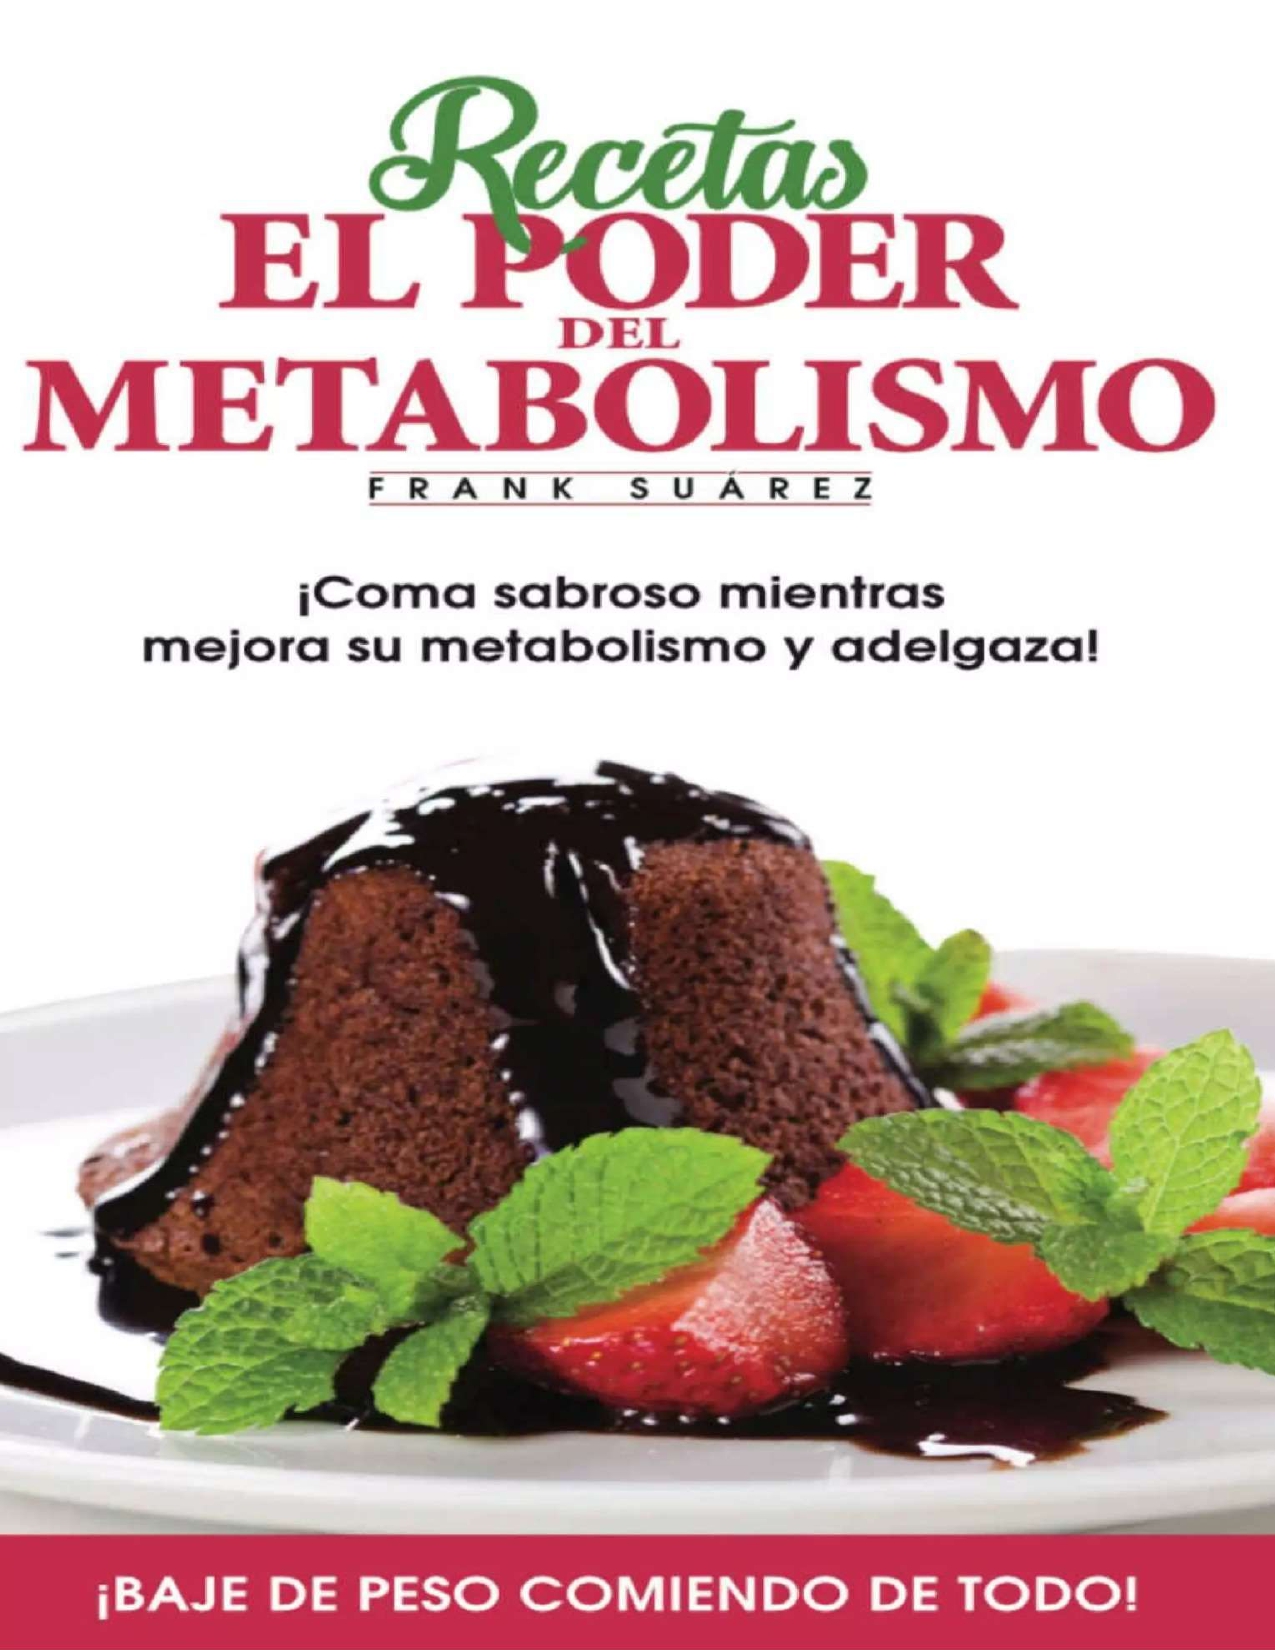 Recetas
EL PODER
DEL
METABOLISMO
FRANK SUÁREZ
¡Coma sabroso mientras
mejora su metabolismo y adelgaza!
¡BAJE DE PESO COMIENDO DE TODO!